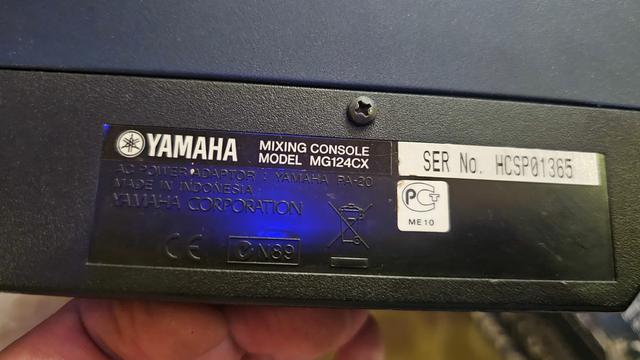 YAMAHA MIXING CONSOLE
MODEL MG124CX
SER No. HCSP01365
AC POWER ADAPTOR : YAMAHA PA-20
MADE IN INDONESIA
YAMAHA CORPORATION
PC+
ME10
CE N89